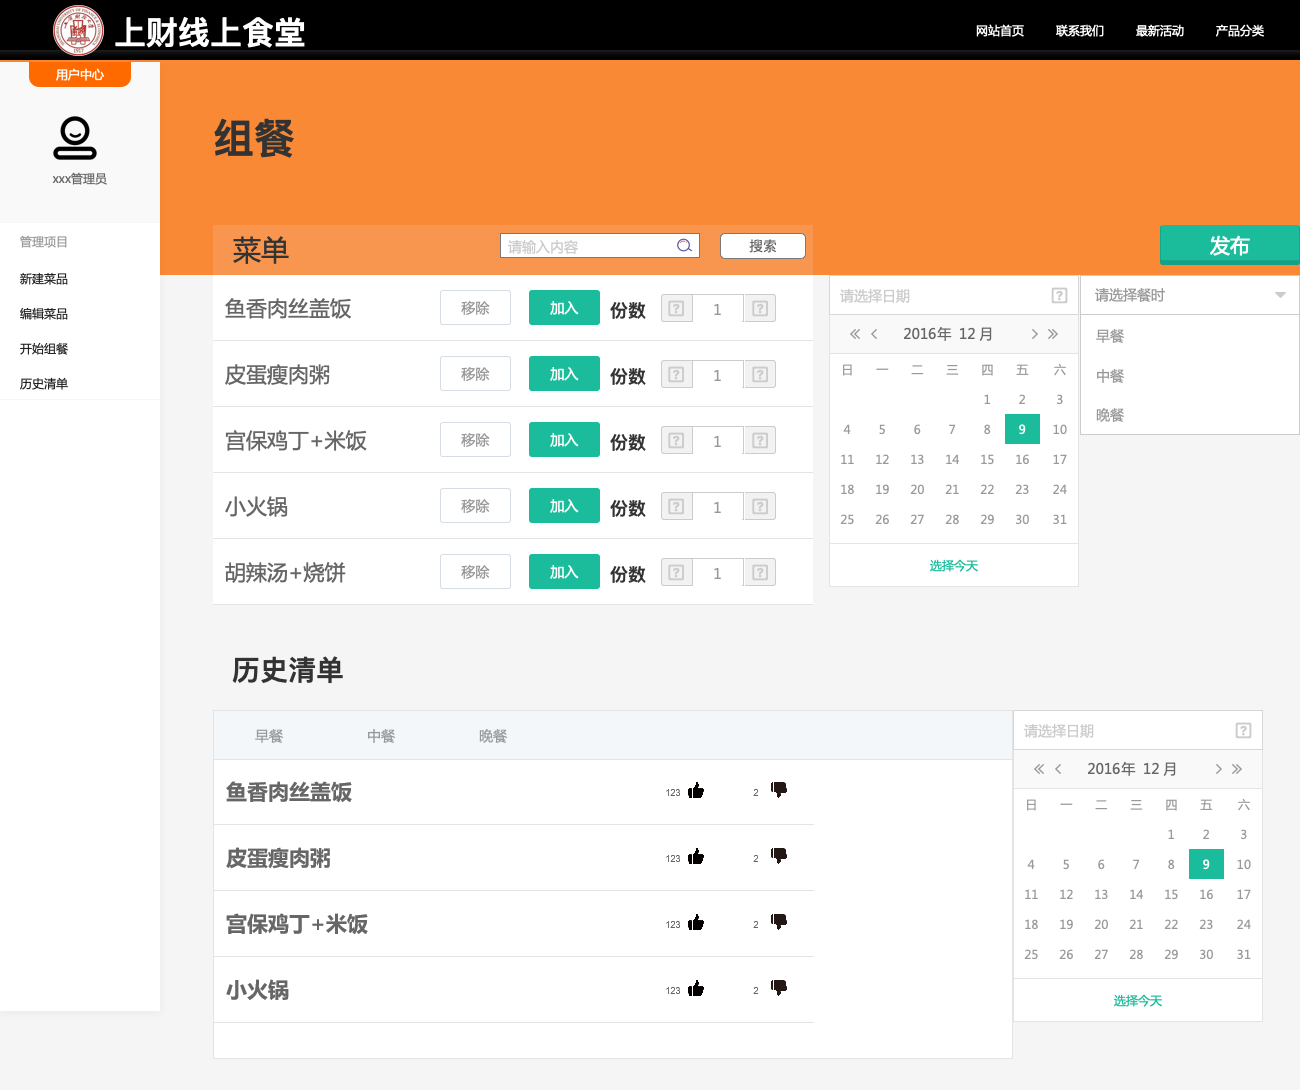 上财线上食堂
网站首页 联系我们 最新活动 产品分类
用户中心
xxx管理员
管理项目
新建菜品
编辑菜品
开始组餐
历史清单
组餐
菜单 请输入内容 搜索
发布
鱼香肉丝盖饭 移除 加入 份数 ? 1 ?
皮蛋瘦肉粥 移除 加入 份数 ? 1 ?
宫保鸡丁+米饭 移除 加入 份数 ? 1 ?
小火锅 移除 加入 份数 ? 1 ?
胡辣汤+烧饼 移除 加入 份数 ? 1 ?
请选择日期 ?
2016年 12 月
日 一 二 三 四 五 六
1 2 3
4 5 6 7 8 9 10
11 12 13 14 15 16 17
18 19 20 21 22 23 24
25 26 27 28 29 30 31
选择今天
请选择餐时
早餐
中餐
晚餐
历史清单
早餐 中餐 晚餐
鱼香肉丝盖饭 123 2
皮蛋瘦肉粥 123 2
宫保鸡丁+米饭 123 2
小火锅 123 2
请选择日期 ?
2016年 12 月
日 一 二 三 四 五 六
1 2 3
4 5 6 7 8 9 10
11 12 13 14 15 16 17
18 19 20 21 22 23 24
25 26 27 28 29 30 31
选择今天